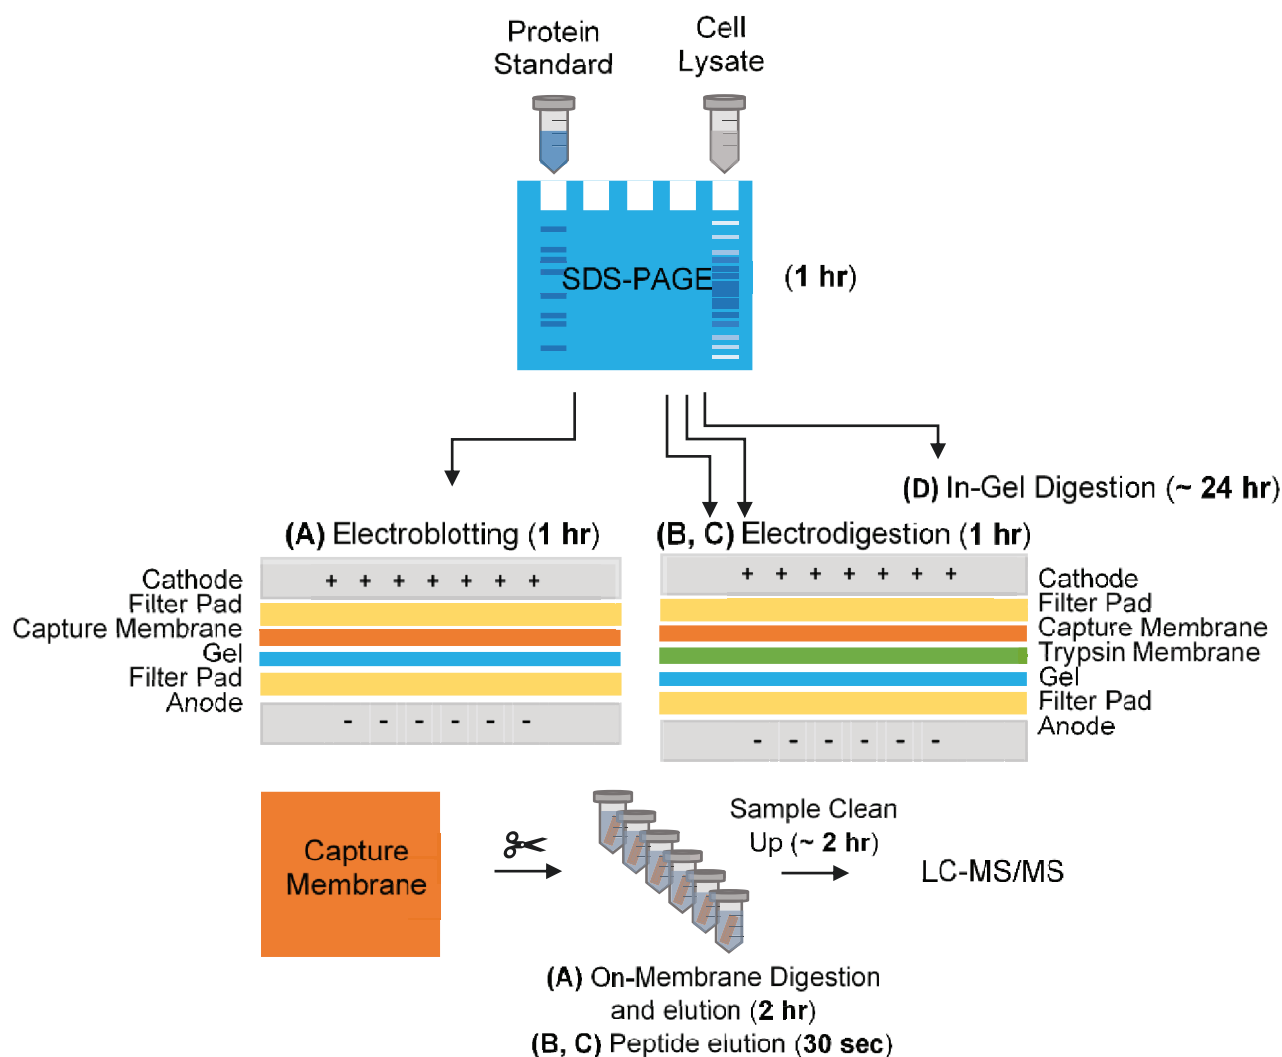 Protein
Standard
Cell
Lysate
SDS-PAGE
(1 hr)
(D) In-Gel Digestion (~ 24 hr)
(A) Electroblotting (1 hr)
Cathode
+ + + + + + +
Filter Pad
Capture Membrane
Gel
Filter Pad
Anode
- - - - - -
(B, C) Electrodigestion (1 hr)
+ + + + + + +
Cathode
Filter Pad
Capture Membrane
Trypsin Membrane
Gel
Filter Pad
Anode
- - - - - -
Capture
Membrane
Sample Clean
Up (~ 2 hr)
LC-MS/MS
(A) On-Membrane Digestion
and elution (2 hr)
(B, C) Peptide elution (30 sec)